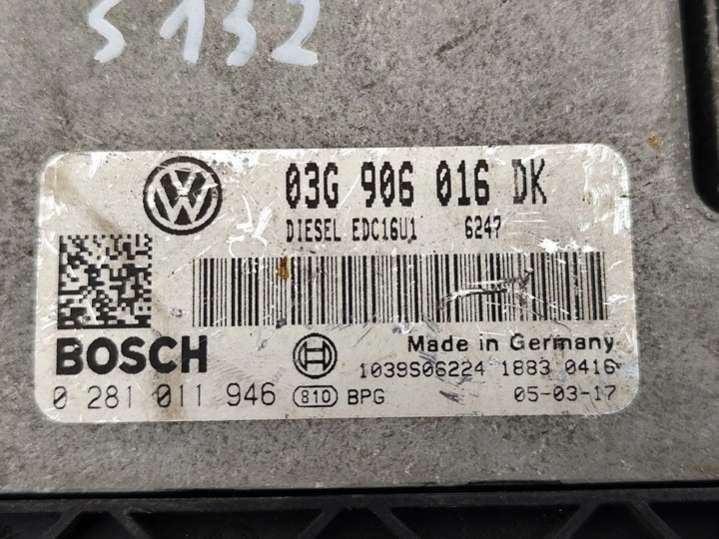 S 132
VW
03G 906 016 DK
DIESEL EDC16U1 6247
BOSCH
Made in Germany
1039S06224 1883 0416
0 281 011 946 810 BPG 05-03-17